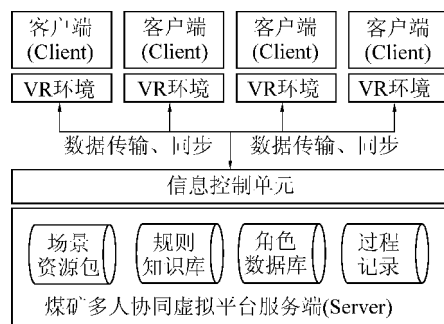 客户端 客户端 客户端 客户端
(Client) (Client) (Client) (Client)
VR环境 VR环境 VR环境 VR环境
数据传输、同步 数据传输、同步
信息控制单元
场景 规则 角色 过程
资源包 知识库 数据库 记录
煤矿多人协同虚拟平台服务端(Server)